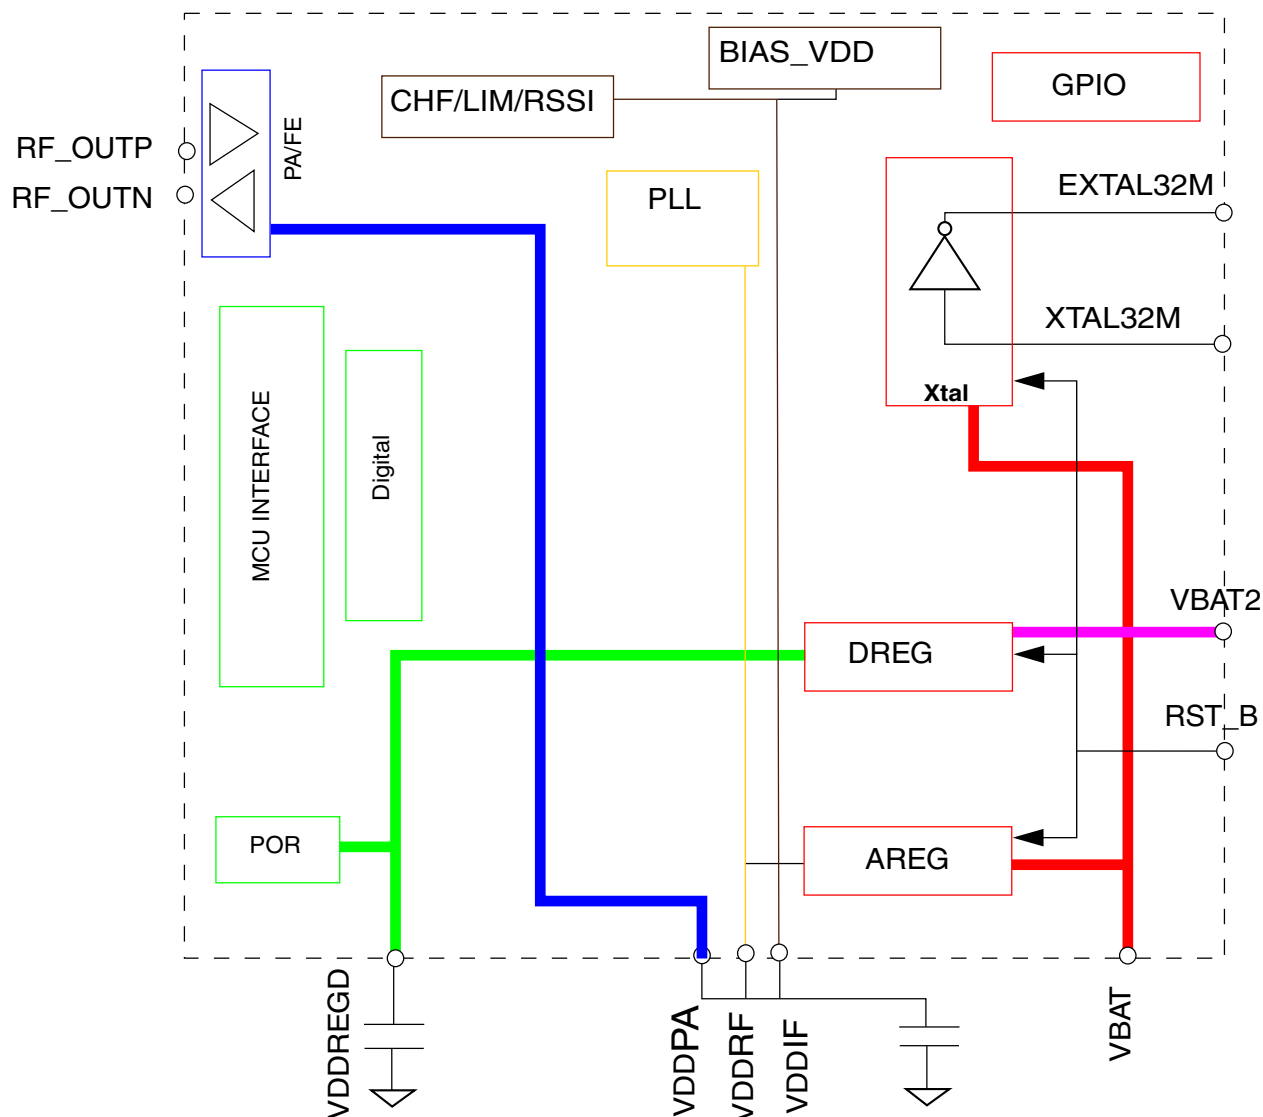 BIAS_VDD
CHF/LIM/RSSI
GPIO
RF_OUTP
PA/FE
RF_OUTN
PLL
EXTAL32M
XTAL32M
Xtal
MCU INTERFACE
Digital
VBAT2
DREG
RST_B
POR
AREG
VDDREGD
VDDPA
VDDRF
VDDIF
VBAT